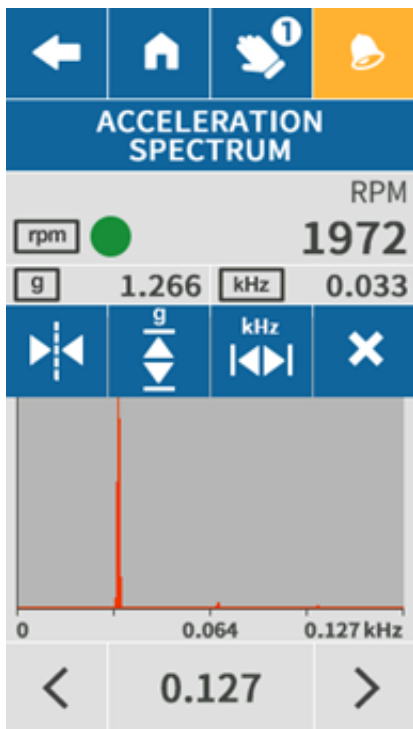 1
ACCELERATION
SPECTRUM
RPM
rpm 1972
g 1.266 kHz 0.033
g kHz
0 0.064 0.127 kHz
0.127